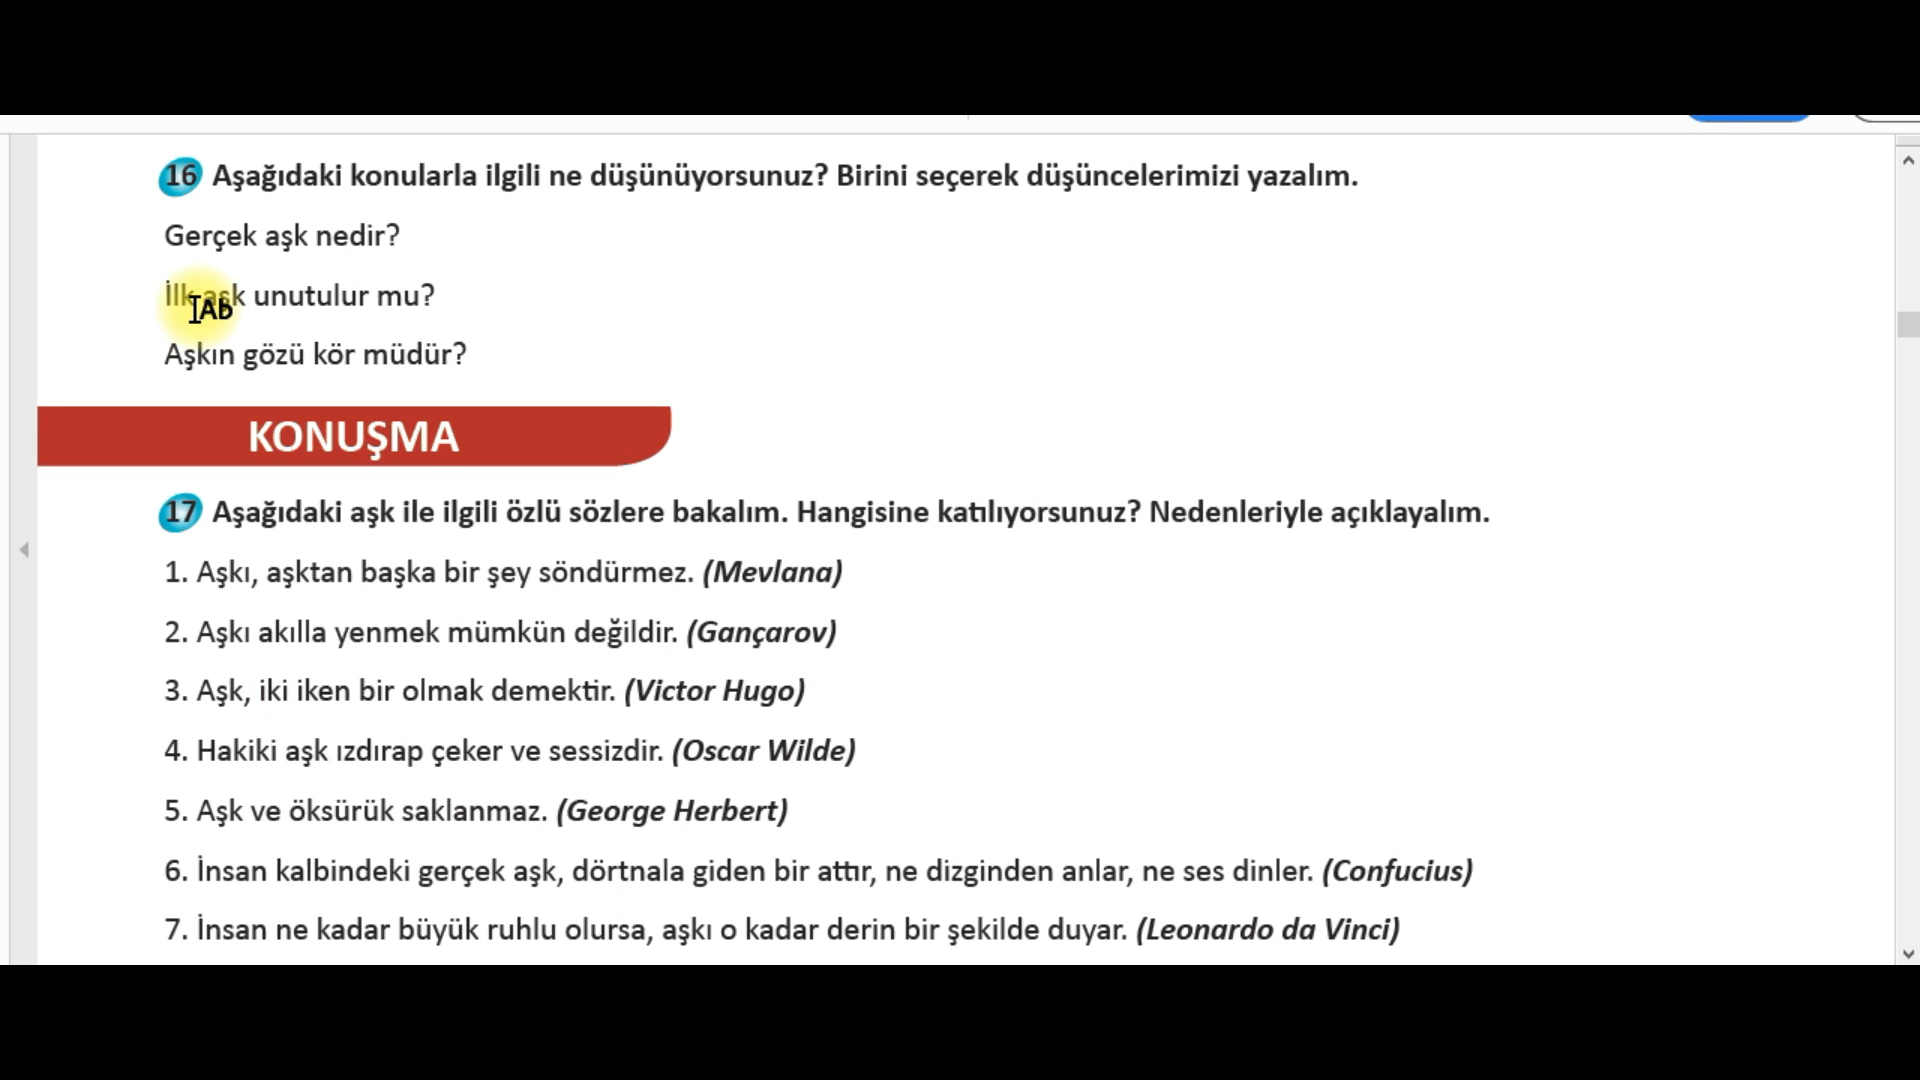 16 Aşağıdaki konularla ilgili ne düşünüyorsunuz? Birini seçerek düşüncelerimizi yazalım.
Gerçek aşk nedir?
İlk aşk unutulur mu?
Ab
Aşkın gözü kör müdür?
KONUŞMA
17 Aşağıdaki aşk ile ilgili özlü sözlere bakalım. Hangisine katılıyorsunuz? Nedenleriyle açıklayalım.
1. Aşkı, aşktan başka bir şey söndürmez. (Mevlana)
2. Aşkı akılla yenmek mümkün değildir. (Gançarov)
3. Aşk, iki iken bir olmak demektir. (Victor Hugo)
4. Hakiki aşk ızdırap çeker ve sessizdir. (Oscar Wilde)
5. Aşk ve öksürük saklanmaz. (George Herbert)
6. İnsan kalbindeki gerçek aşk, dörtnala giden bir attır, ne dizginden anlar, ne ses dinler. (Confucius)
7. İnsan ne kadar büyük ruhlu olursa, aşkı o kadar derin bir şekilde duyar. (Leonardo da Vinci)